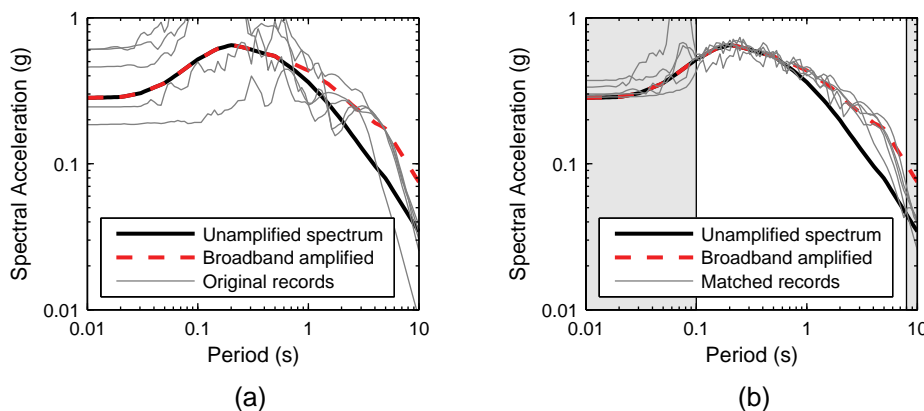 1
0.1
0.01
Spectral Acceleration (g)
Unamplified spectrum
Broadband amplified
Original records
0.01 0.1 1 10
Period (s)
(a)
1
0.1
0.01
Spectral Acceleration (g)
Unamplified spectrum
Broadband amplified
Matched records
0.01 0.1 1 10
Period (s)
(b)